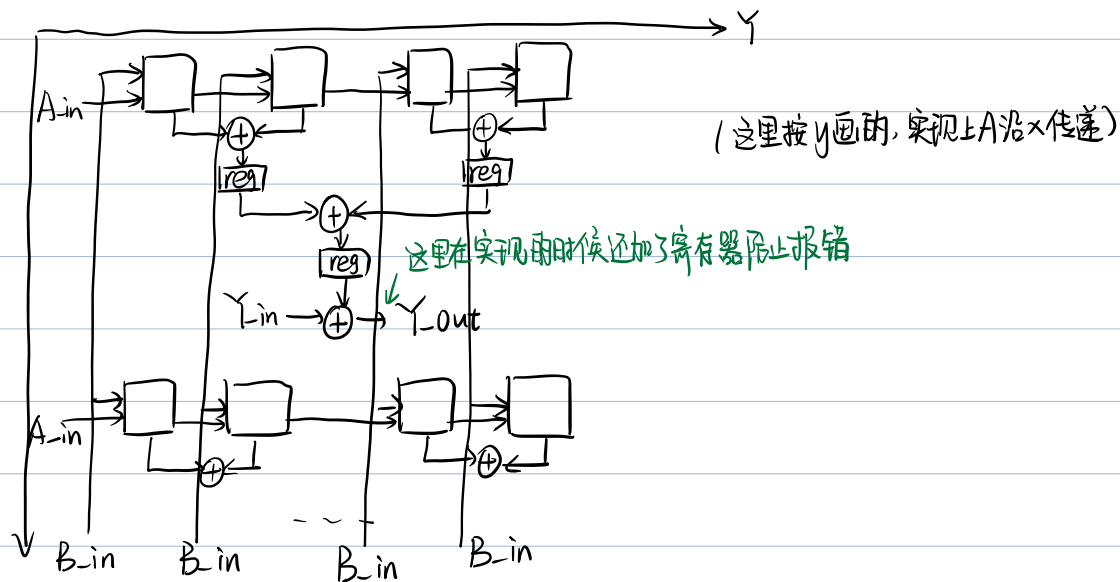 Y
A_in
(这里按y画的，实现上A沿x传递)
+
+
reg
reg
+
这里在实现的时候还加了寄存器防止报错
reg
Y_in
+
Y_out
A_in
+
+
B_in
B_in
B_in
B_in